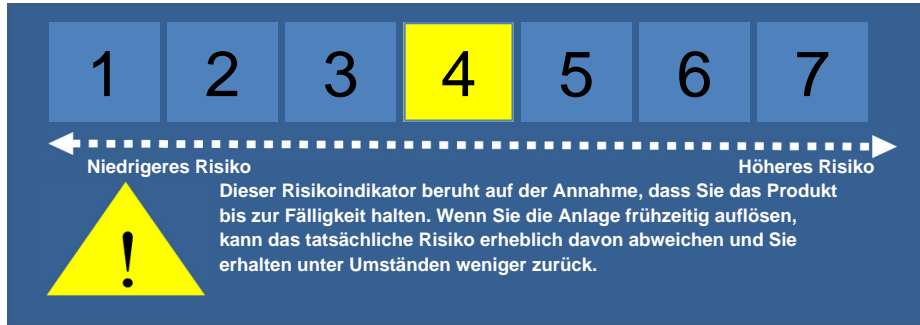 1 2 3 4 5 6 7
Niedrigeres Risiko Höheres Risiko
Dieser Risikoindikator beruht auf der Annahme, dass Sie das Produkt
bis zur Fälligkeit halten. Wenn Sie die Anlage frühzeitig auflösen,
kann das tatsächliche Risiko erheblich davon abweichen und Sie
erhalten unter Umständen weniger zurück.
!